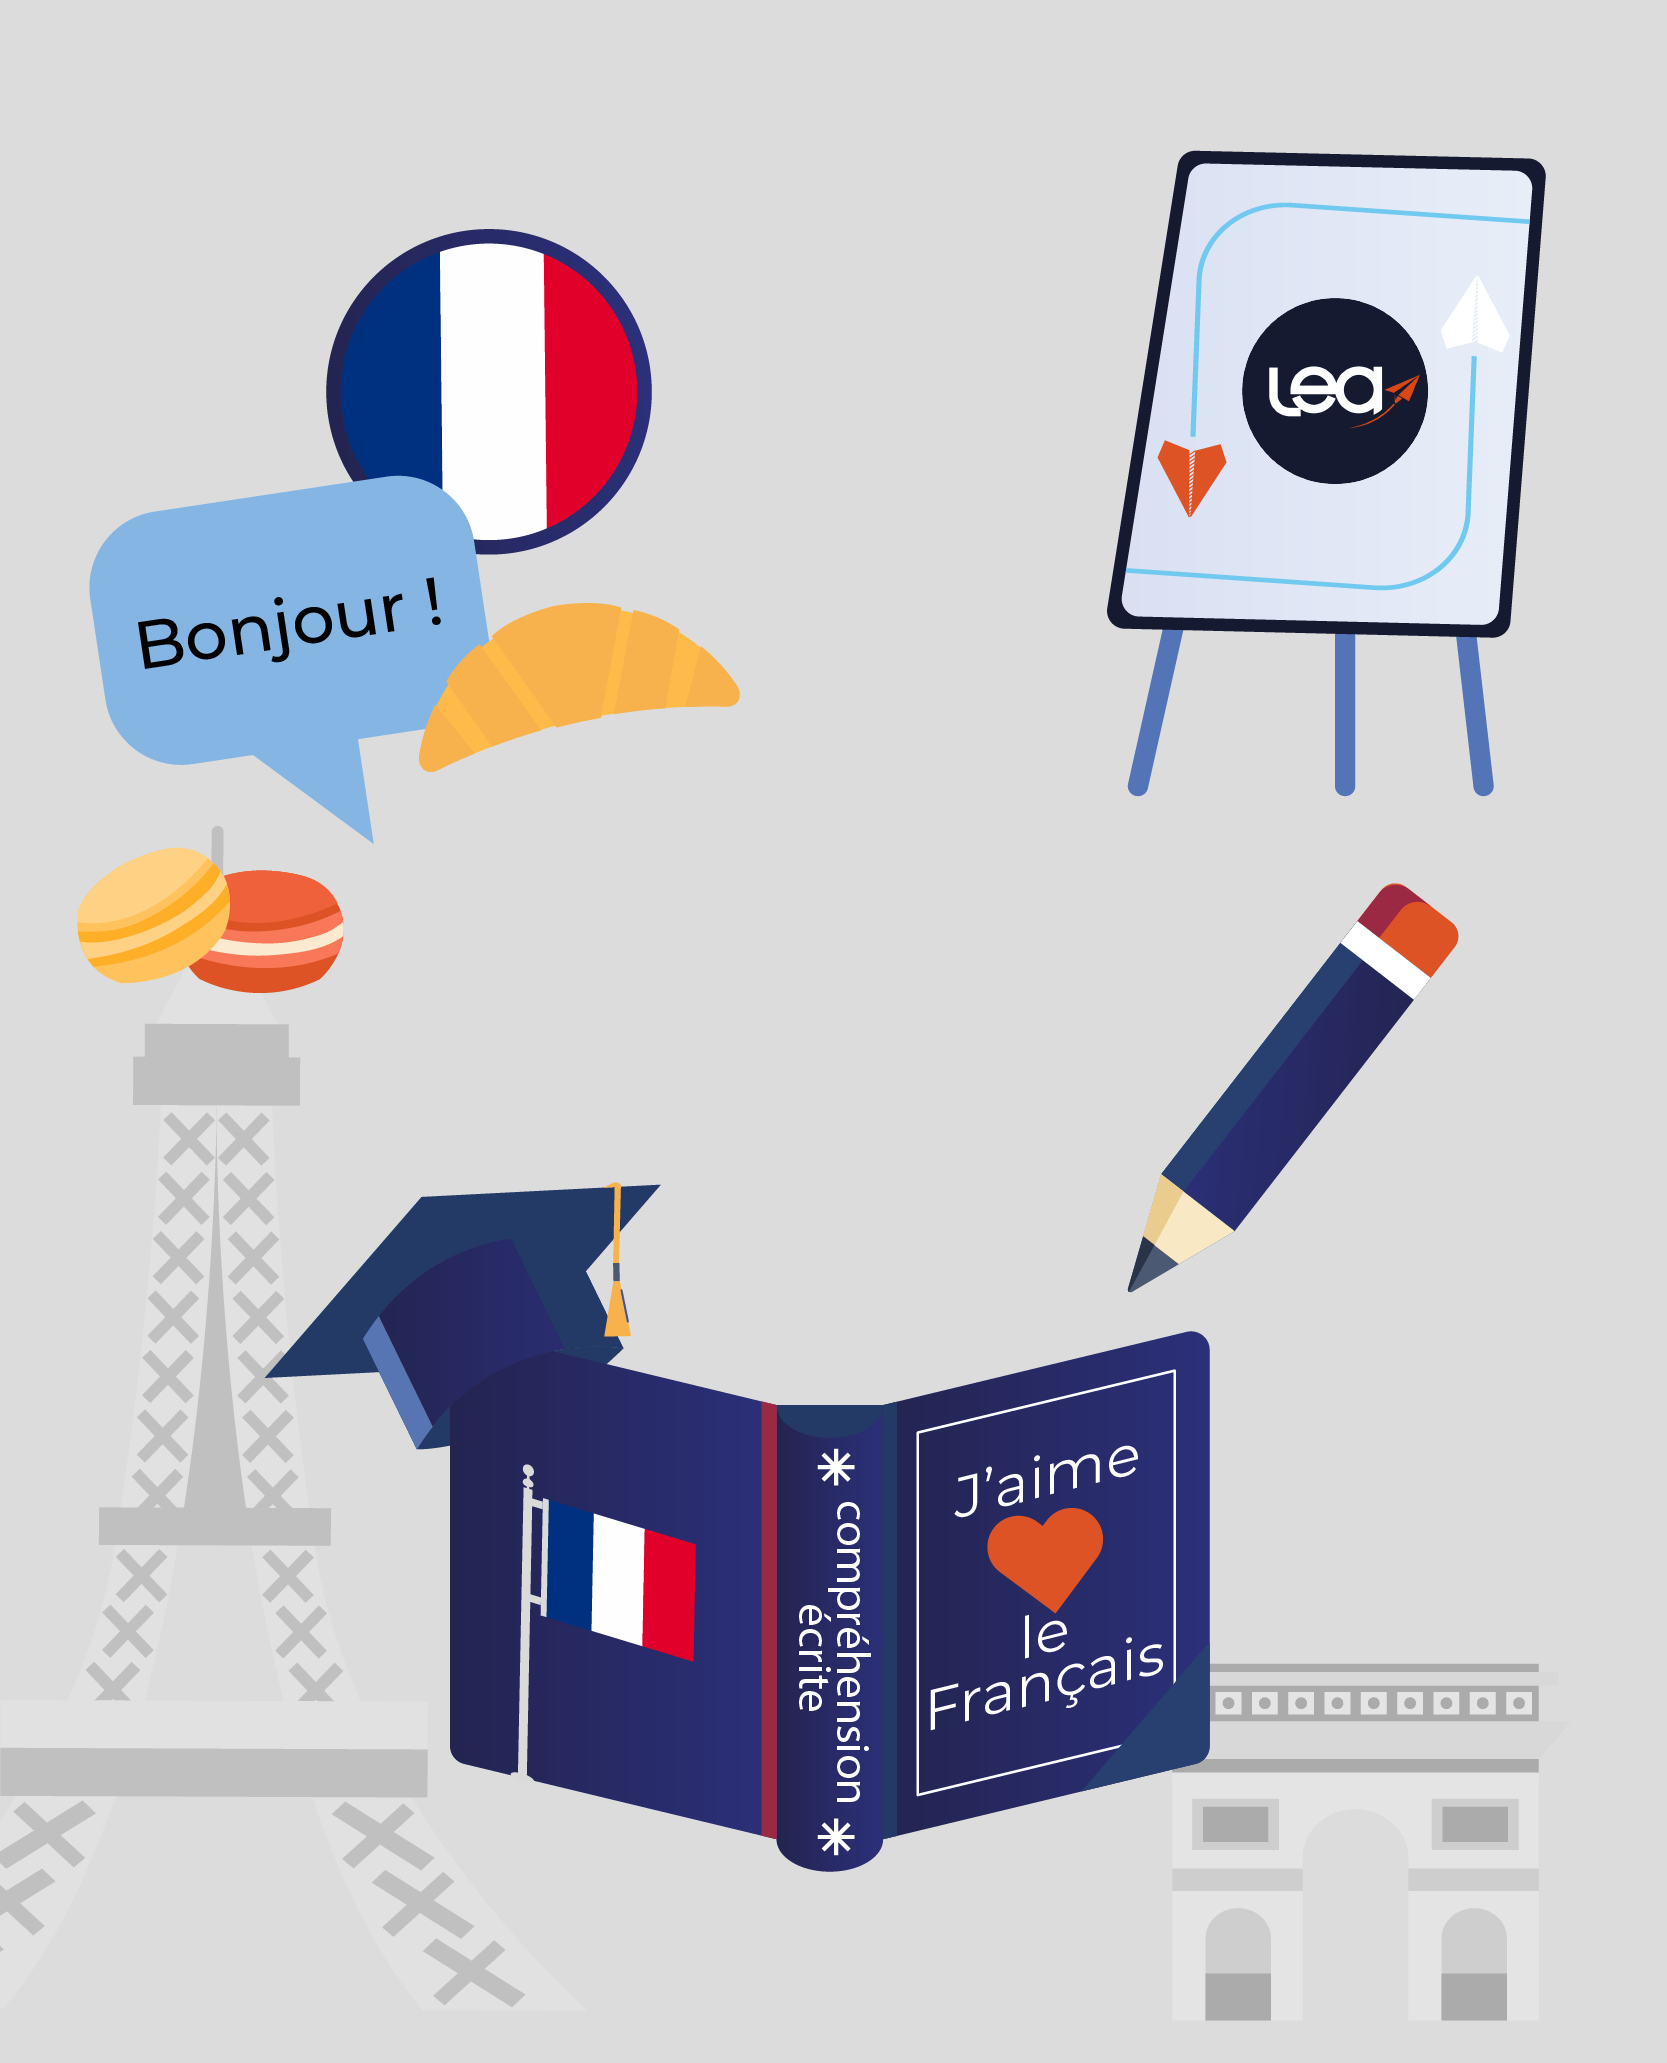 Bonjour !
lea
J'aime
le
Français
* compréhension *
écrite